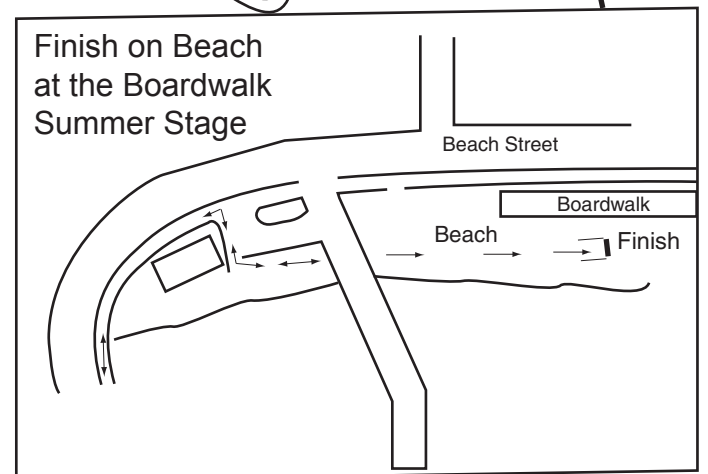 Finish on Beach
at the Boardwalk
Summer Stage
Beach Street
Boardwalk
Beach
Finish